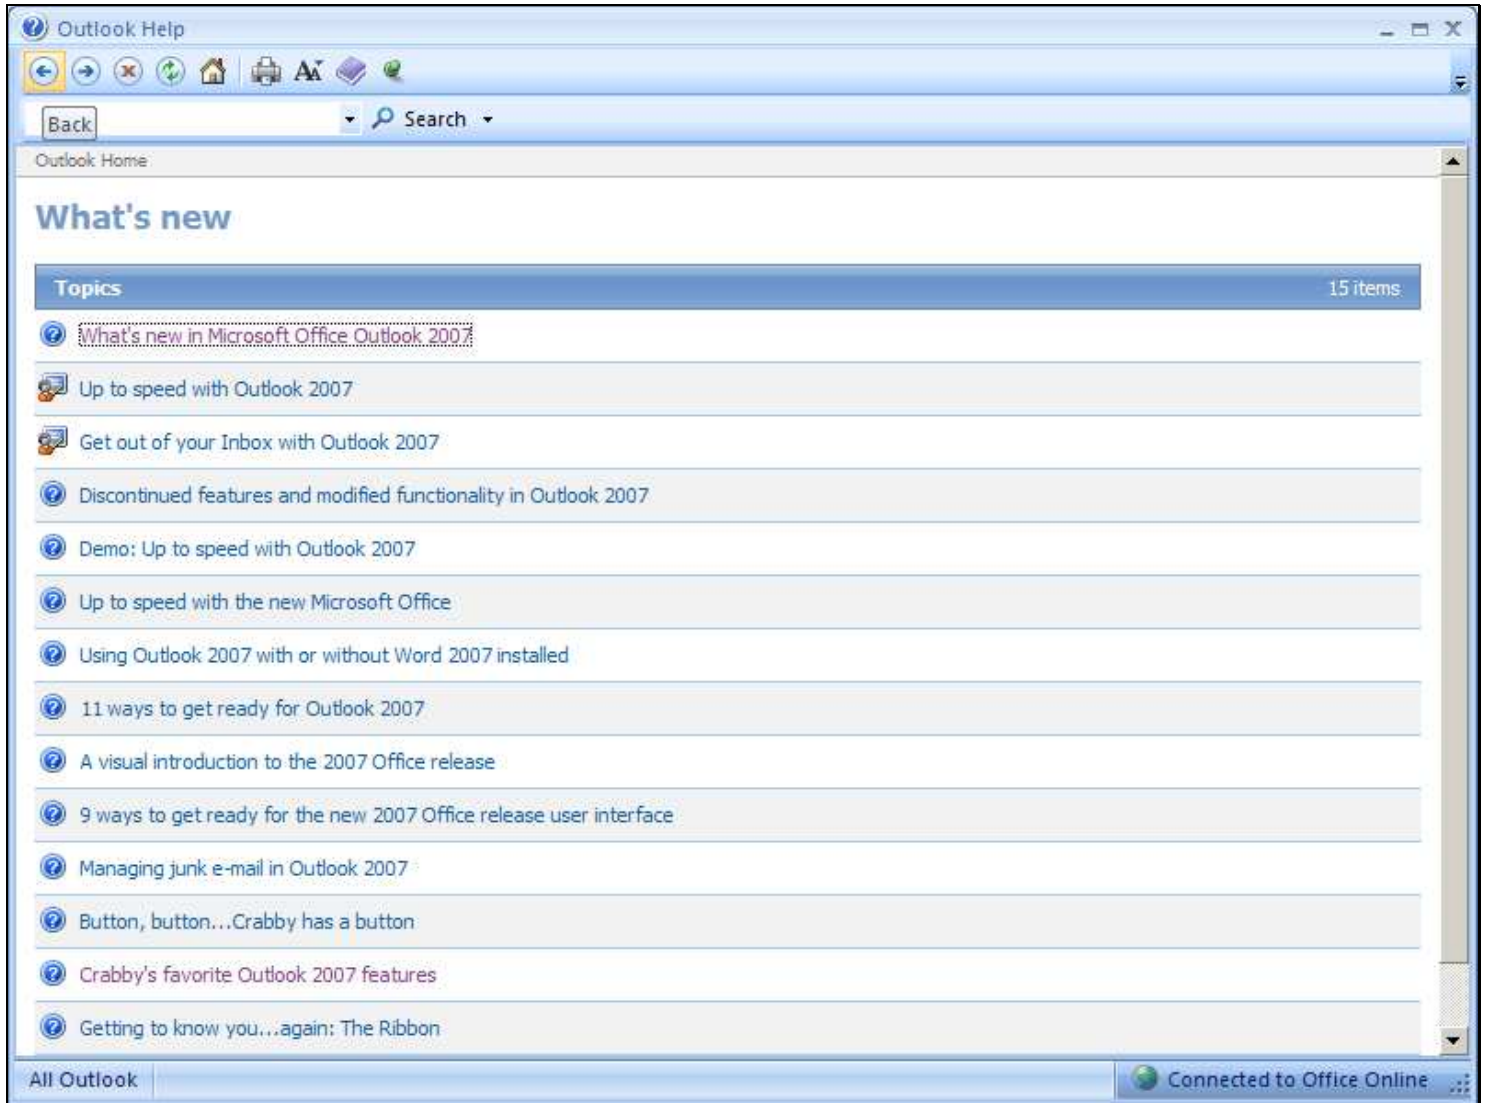 Outlook Help
Back
Search
Outlook Home
What's new
Topics 15 items
What's new in Microsoft Office Outlook 2007
Up to speed with Outlook 2007
Get out of your Inbox with Outlook 2007
Discontinued features and modified functionality in Outlook 2007
Demo: Up to speed with Outlook 2007
Up to speed with the new Microsoft Office
Using Outlook 2007 with or without Word 2007 installed
11 ways to get ready for Outlook 2007
A visual introduction to the 2007 Office release
9 ways to get ready for the new 2007 Office release user interface
Managing junk e-mail in Outlook 2007
Button, button...Crabby has a button
Crabby's favorite Outlook 2007 features
Getting to know you...again: The Ribbon
All Outlook Connected to Office Online